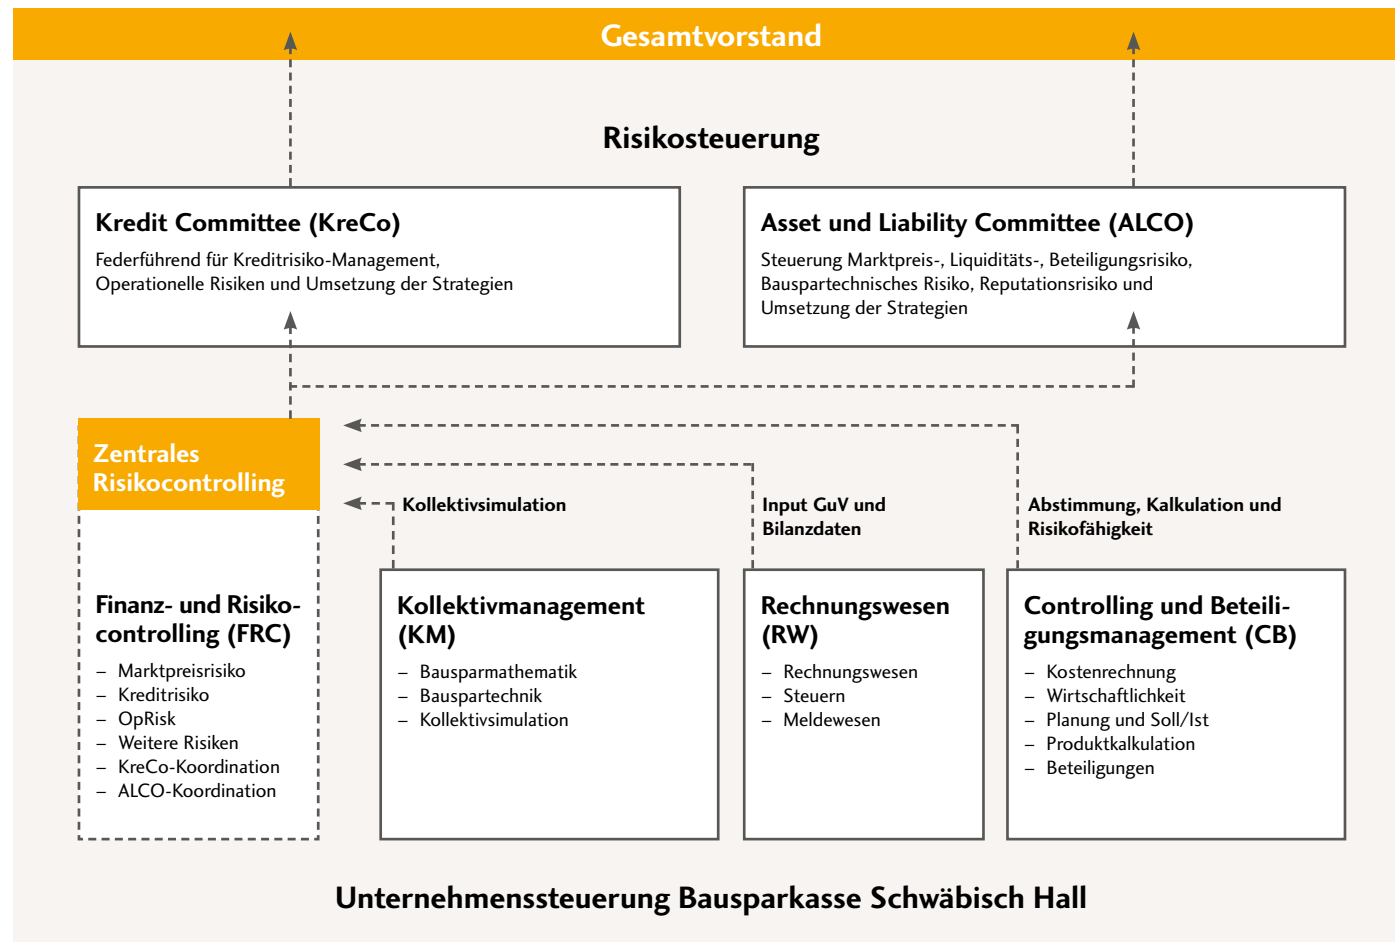 Gesamtvorstand
Risikosteuerung
Kredit Committee (KreCo)
Federführend für Kreditrisiko-Management,
Operationelle Risiken und Umsetzung der Strategien
Asset und Liability Committee (ALCO)
Steuerung Marktpreis-, Liquiditäts-, Beteiligungsrisiko,
Bauspartechnisches Risiko, Reputationsrisiko und
Umsetzung der Strategien
Zentrales
Risikocontrolling
Kollektivsimulation
Input GuV und
Bilanzdaten
Abstimmung, Kalkulation und
Risikofähigkeit
Finanz- und Risiko-
controlling (FRC)
– Marktpreisrisiko
– Kreditrisiko
– OpRisk
– Weitere Risiken
– KreCo-Koordination
– ALCO-Koordination
Kollektivmanagement
(KM)
– Bausparmathematik
– Bauspartechnik
– Kollektivsimulation
Rechnungswesen
(RW)
– Rechnungswesen
– Steuern
– Meldewesen
Controlling und Beteili-
gungsmanagement (CB)
– Kostenrechnung
– Wirtschaftlichkeit
– Planung und Soll/Ist
– Produktkalkulation
– Beteiligungen
Unternehmenssteuerung Bausparkasse Schwäbisch Hall